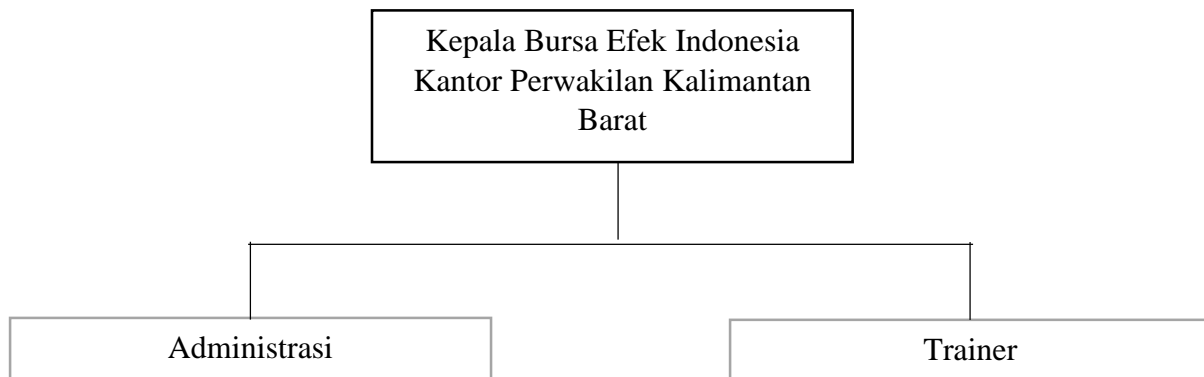 Kepala Bursa Efek Indonesia
Kantor Perwakilan Kalimantan
Barat
Administrasi
Trainer